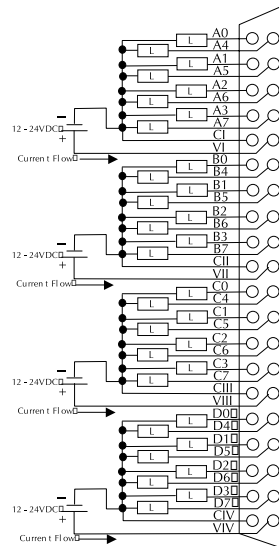 L A0
L A4
L A1
L A5
L A2
L A6
L A3
L A7
12-24VDC
CI
VI
Current Flow
L B0
L B4
L B1
L B5
L B2
L B6
L B3
L B7
12-24VDC
CII
VII
Current Flow
L C0
L C4
L C1
L C5
L C2
L C6
L C3
L C7
12-24VDC
CIII
VIII
Current Flow
L D0
L D4
L D1
L D5
L D2
L D6
L D3
L D7
12-24VDC
CIV
VIV
Current Flow